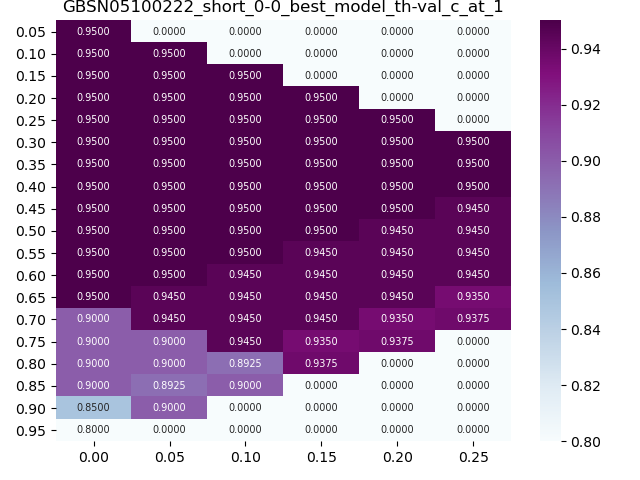 GBSN05100222_short_0-0_best_model_th-val_c_at_1
0.05 0.9500 0.0000 0.0000 0.0000 0.0000 0.0000
0.10 0.9500 0.9500 0.0000 0.0000 0.0000 0.0000
0.15 0.9500 0.9500 0.9500 0.0000 0.0000 0.0000
0.20 0.9500 0.9500 0.9500 0.9500 0.0000 0.0000
0.25 0.9500 0.9500 0.9500 0.9500 0.9500 0.0000
0.30 0.9500 0.9500 0.9500 0.9500 0.9500 0.9500
0.35 0.9500 0.9500 0.9500 0.9500 0.9500 0.9500
0.40 0.9500 0.9500 0.9500 0.9500 0.9500 0.9500
0.45 0.9500 0.9500 0.9500 0.9500 0.9500 0.9450
0.50 0.9500 0.9500 0.9500 0.9500 0.9450 0.9450
0.55 0.9500 0.9500 0.9500 0.9450 0.9450 0.9450
0.60 0.9500 0.9500 0.9450 0.9450 0.9450 0.9450
0.65 0.9500 0.9450 0.9450 0.9450 0.9450 0.9350
0.70 0.9000 0.9450 0.9450 0.9450 0.9350 0.9375
0.75 0.9000 0.9000 0.9450 0.9350 0.9375 0.0000
0.80 0.9000 0.9000 0.8925 0.9375 0.0000 0.0000
0.85 0.9000 0.8925 0.9000 0.0000 0.0000 0.0000
0.90 0.8500 0.9000 0.0000 0.0000 0.0000 0.0000
0.95 0.8000 0.0000 0.0000 0.0000 0.0000 0.0000
0.00 0.05 0.10 0.15 0.20 0.25
0.94
0.92
0.90
0.88
0.86
0.84
0.82
0.80